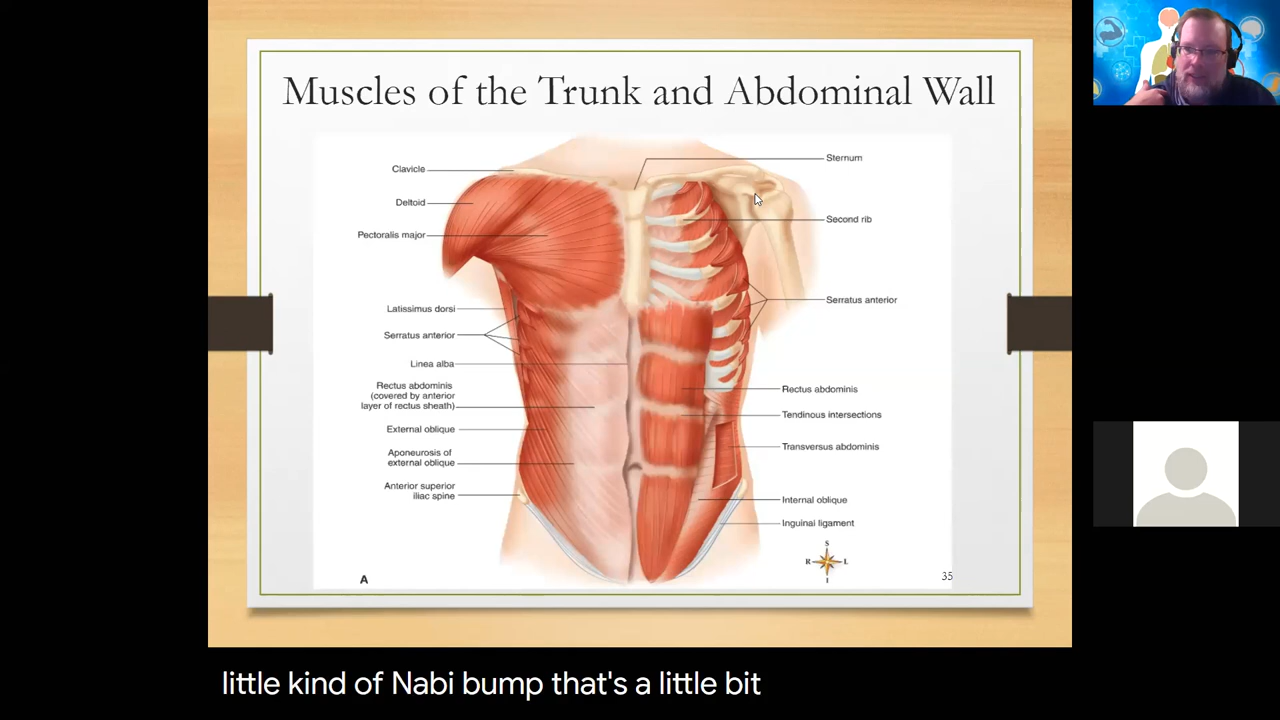 Muscles of the Trunk and Abdominal Wall
Clavicle
Deltoid
Pectoralis major
Latissimus dorsi
Serratus anterior
Linea alba
Rectus abdominis
(covered by anterior
layer of rectus sheath)
External oblique
Aponeurosis of
external oblique
Anterior superior
iliac spine
A
Sternum
Second rib
Serratus anterior
Rectus abdominis
Tendinous intersections
Transversus abdominis
Internal oblique
Inguinal ligament
S
R L
I
35
little kind of Nabi bump that's a little bit